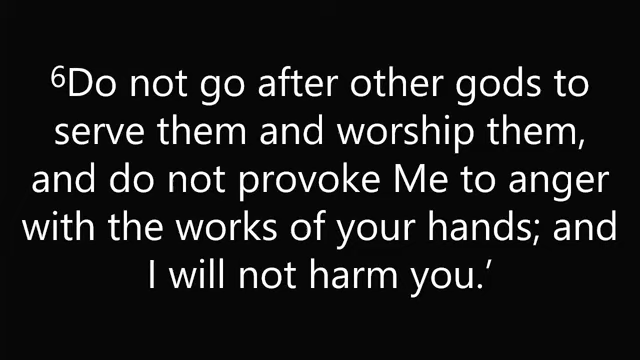 ⁶Do not go after other gods to
serve them and worship them,
and do not provoke Me to anger
with the works of your hands; and
I will not harm you.’